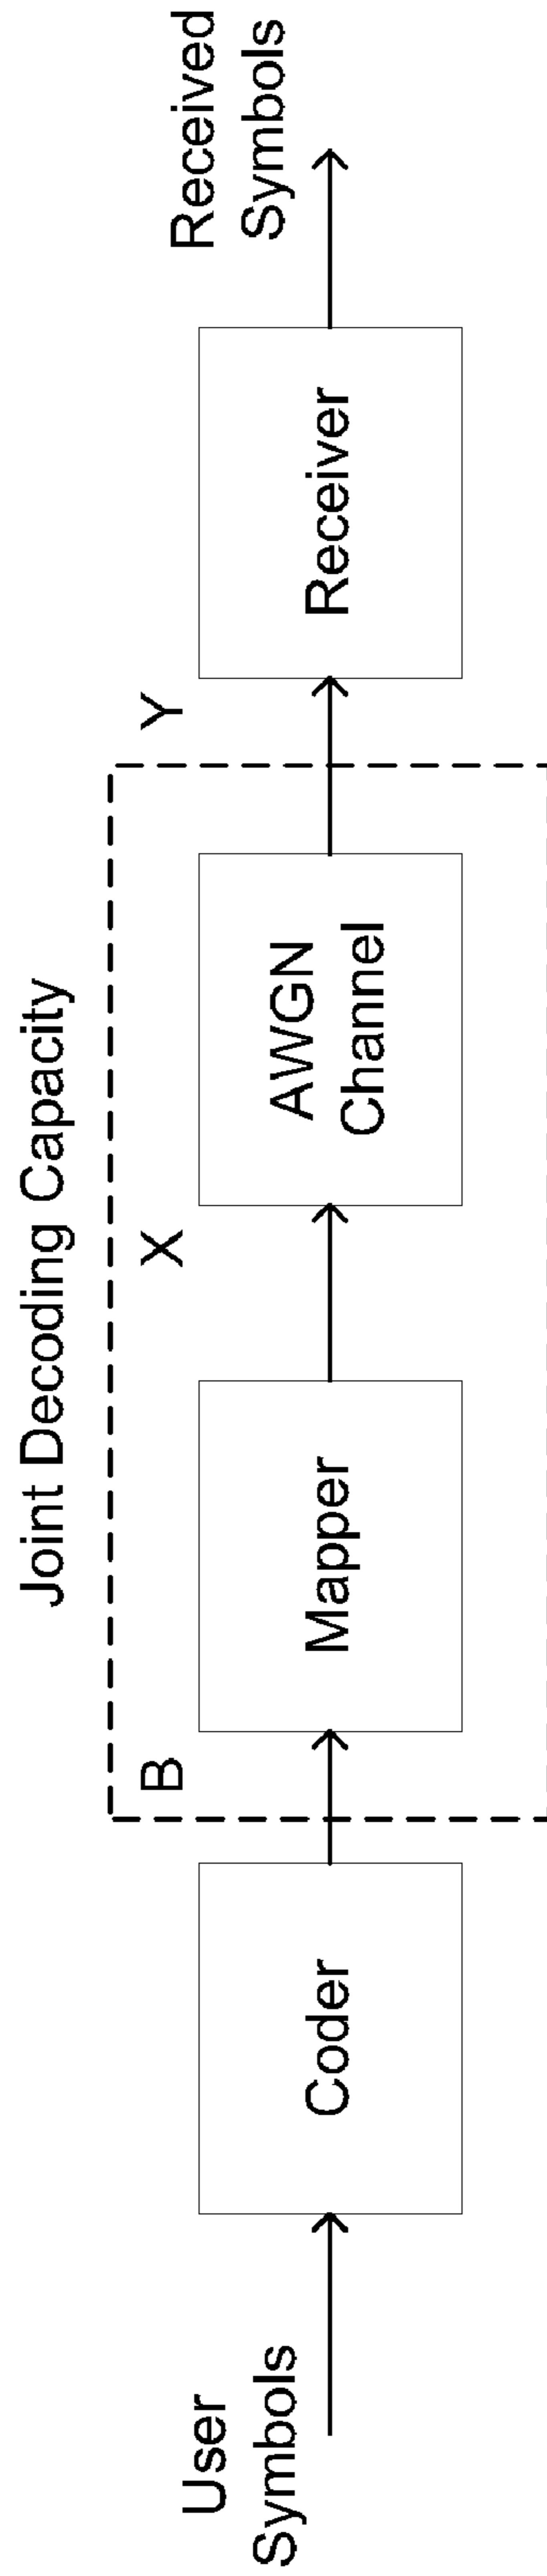 Joint Decoding Capacity
User
Symbols
Coder
B
Mapper
X
AWGN
Channel
Y
Receiver
Received
Symbols